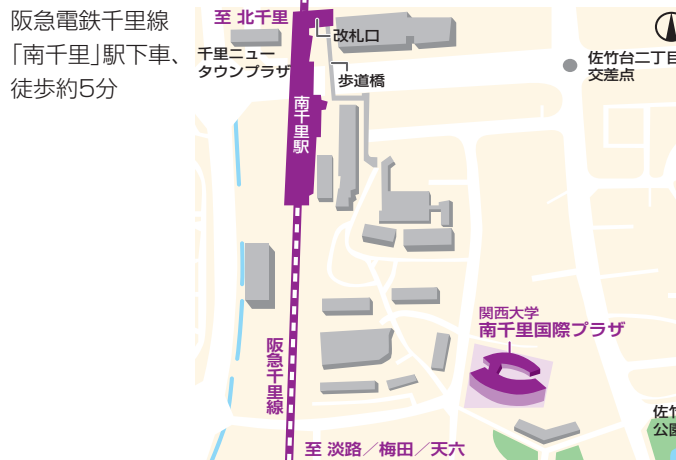 阪急電鉄千里線
「南千里」駅下車、
徒歩約5分
至 北千里
改札口
千里ニュー
タウンプラザ
歩道橋
佐竹台二丁目
交差点
南千里駅
関西大学
南千里国際プラザ
阪急千里線
佐竹
公園
至 淡路／梅田／天六